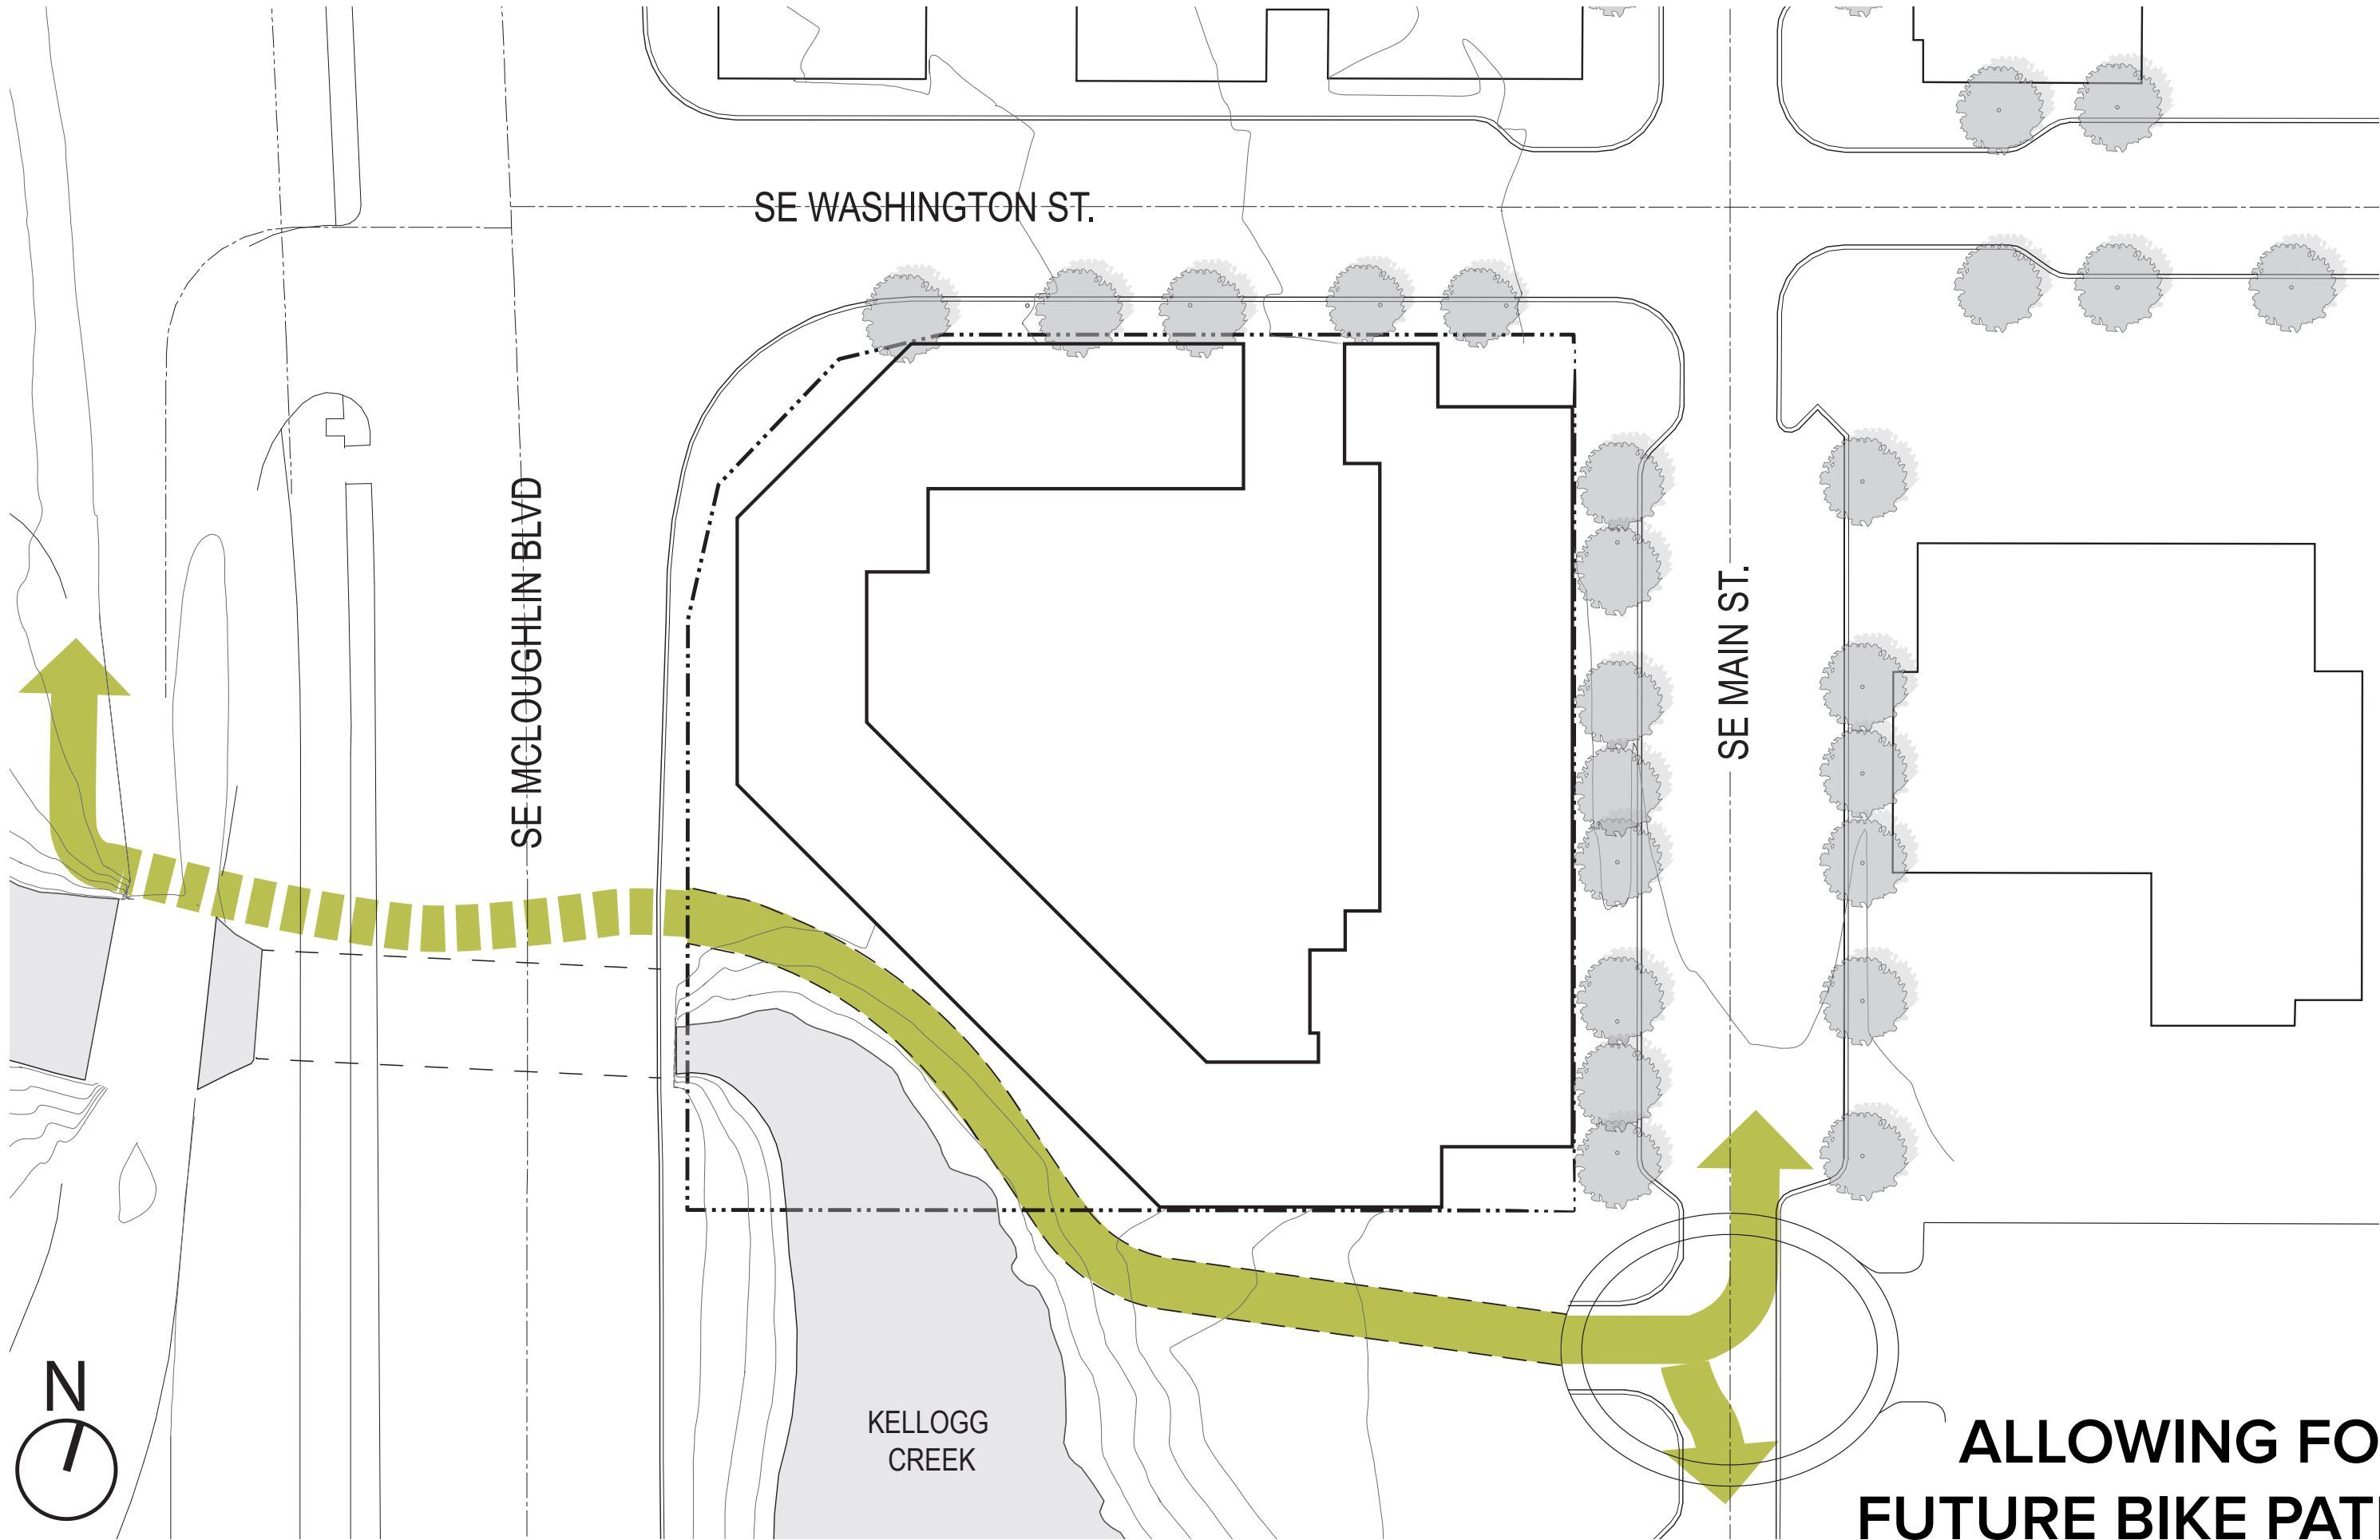 SE WASHINGTON ST.
SE MCLOUGHLIN BLVD
SE MAIN ST.
N
KELLOGG
CREEK
ALLOWING FO
FUTURE BIKE PAT